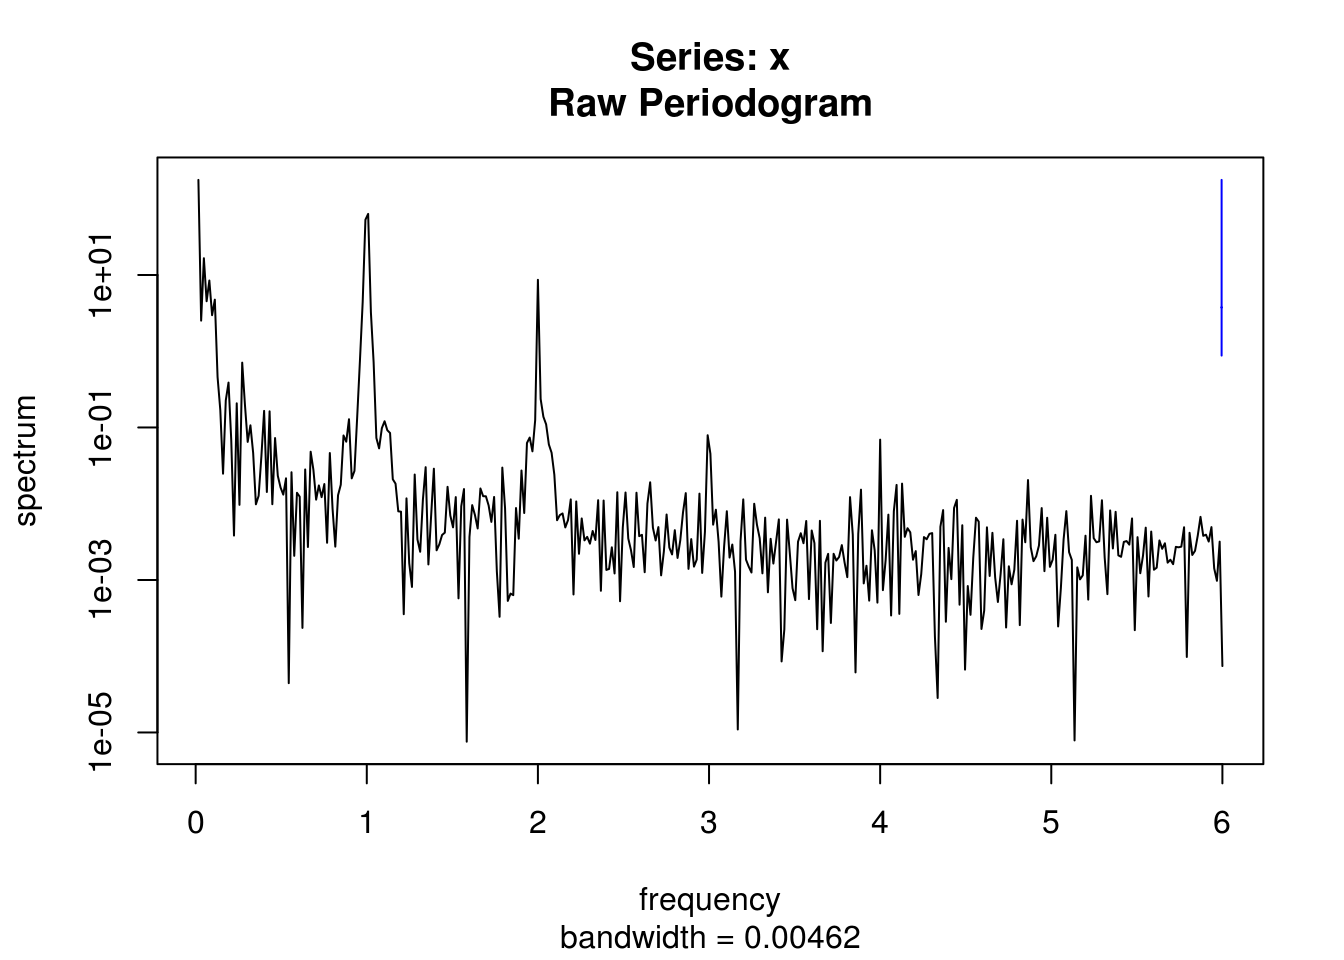 Series: x
Raw Periodogram
spectrum
1e+01
1e-01
1e-03
1e-05
0 1 2 3 4 5 6
frequency
bandwidth = 0.00462